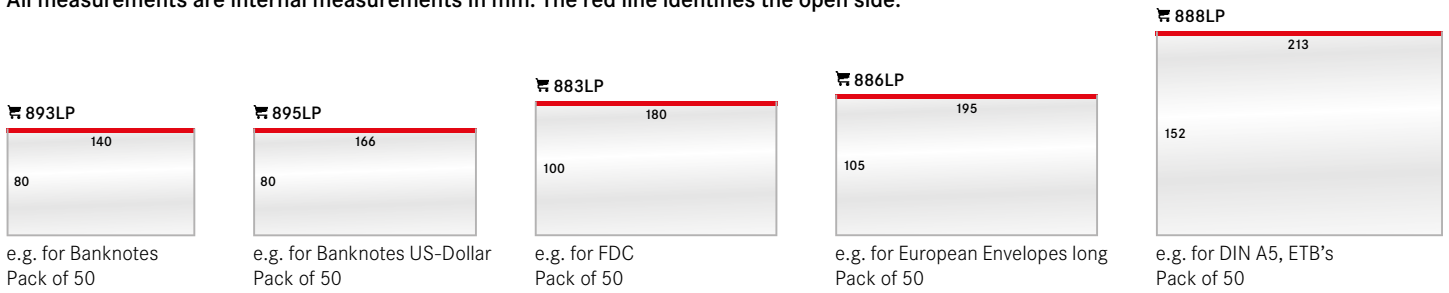 All measurements are internal measurements in mm. The red line identifies the open side.
893LP
140
80
e.g. for Banknotes
Pack of 50
895LP
166
80
e.g. for Banknotes US-Dollar
Pack of 50
883LP
180
100
e.g. for FDC
Pack of 50
886LP
195
105
e.g. for European Envelopes long
Pack of 50
888LP
213
152
e.g. for DIN A5, ETB's
Pack of 50